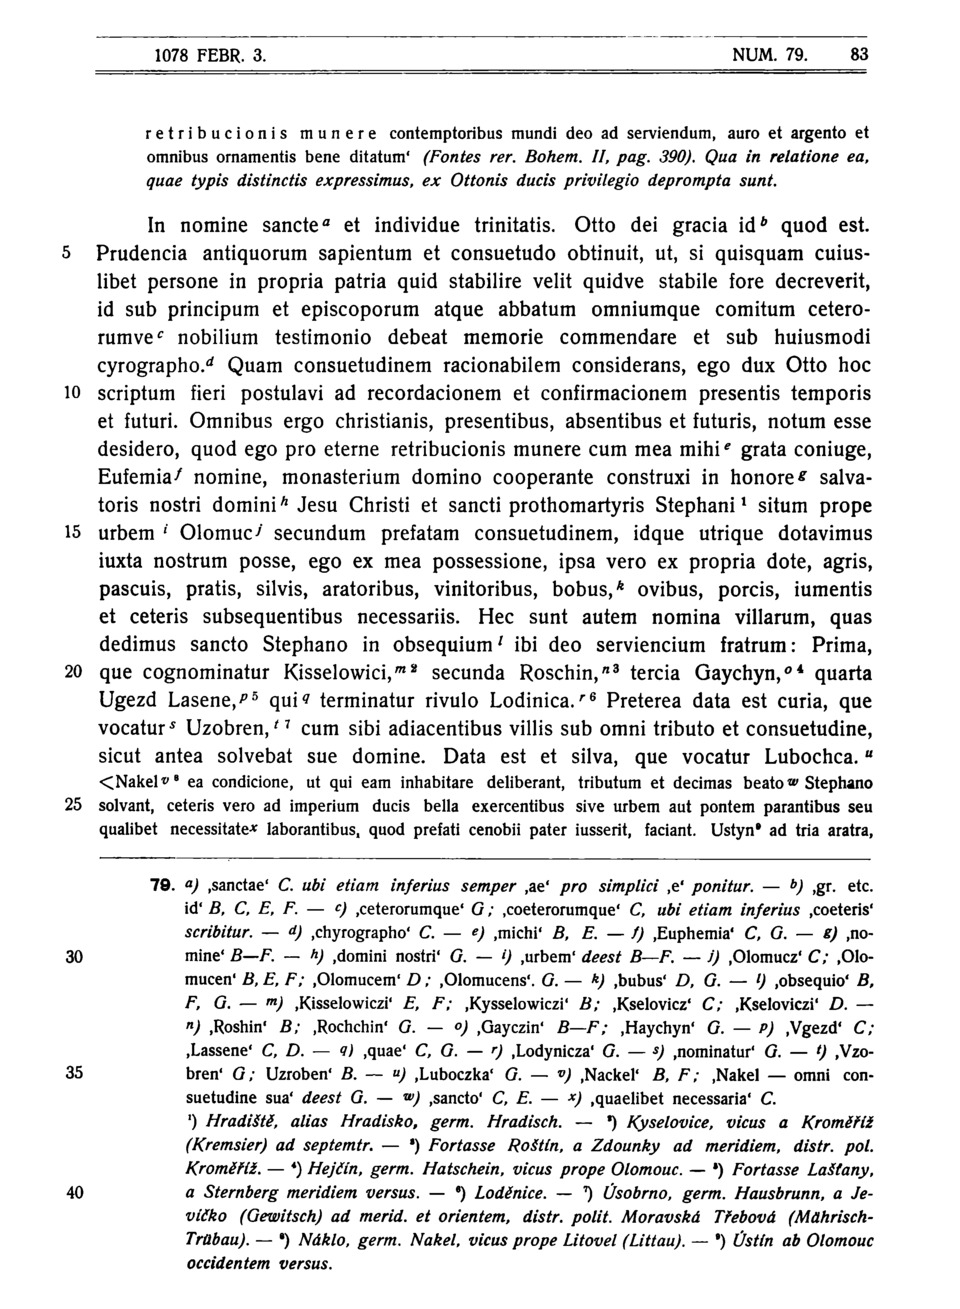 1078 FEBR. 3. NUM. 79. 83
retribucionis munere contemptoribus mundi deo ad serviendum, auro et argento et
omnibus ornamentis bene ditatum‘ (Fontes rer. Bohem. II, pag. 390). Qua in relatione ea,
quae typis distinctis expressimus, ex Ottonis ducis privilegio deprompta sunt.
In nomine sancte a et individue trinitatis. Otto dei gracia id b quod est.
5 Prudencia antiquorum sapientum et consuetudo obtinuit, ut, si quisquam cuius-
libet persone in propria patria quid stabilire velit quidve stabile fore decreverit,
id sub principum et episcoporum atque abbatum omniumque comitum cetero-
rumve c nobilium testimonio debeat memorie commendare et sub huiusmodi
cyrographo. d Quam consuetudinem racionabilem considerans, ego dux Otto hoc
10 scriptum fieri postulavi ad recordacionem et confirmacionem presentis temporis
et futuri. Omnibus ergo christianis, presentibus, absentibus et futuris, notum esse
desidero, quod ego pro eterne retribucionis munere cum mea mihi e grata coniuge,
Eufemia f nomine, monasterium domino cooperante construxi in honore g salva-
toris nostri domini h Jesu Christi et sancti prothomartyris Stephani 1 situm prope
15 urbem i Olomuc j secundum prefatam consuetudinem, idque utrique dotavimus
iuxta nostrum posse, ego ex mea possessione, ipsa vero ex propria dote, agris,
pascuis, pratis, silvis, aratoribus, vinitoribus, bobus, k ovibus, porcis, iumentis
et ceteris subsequentibus necessariis. Hec sunt autem nomina villarum, quas
dedimus sancto Stephano in obsequium l ibi deo serviencium fratrum: Prima,
20 que cognominatur Kisselowici, m 2 secunda Roschin, n 3 tercia Gaychyn, o 4 quarta
Ugezd Lasene, p 5 qui q terminatur rivulo Lodinica. r 6 Preterea data est curia, que
vocatur s Uzobren, t 7 cum sibi adiacentibus villis sub omni tributo et consuetudine,
sicut antea solvebat sue domine. Data est et silva, que vocatur Lubochca. u
<Nakel v 8 ea condicione, ut qui eam inhabitare deliberant, tributum et decimas beato w Stephano
25 solvant, ceteris vero ad imperium ducis bella exercentibus sive urbem aut pontem parantibus seu
qualibet necessitate x laborantibus, quod prefati cenobii pater iusserit, faciant. Ustyn 9 ad tria aratra,
79. a) ‚sanctae‘ C. ubi etiam inferius semper ‚ae‘ pro simplici ‚e‘ ponitur. — b) ‚gr. etc.
id‘ B, C, E, F. — c) ‚ceterorumque‘ G; ‚coeterorumque‘ C, ubi etiam inferius ‚coeteris‘
scribitur. — d) ‚chyrographo‘ C. — e) ‚michi‘ B, E. — f) ‚Euphemia‘ C, G. — g) ‚no-
30 mine‘ B—F. — h) ‚domini nostri‘ G. — i) ‚urbem‘ deest B—F. — j) ‚Olomucz‘ C; ‚Olo-
mucen‘ B, E, F; ‚Olomucem‘ D; ‚Olomucens‘. G. — k) ‚bubus‘ D, G. — l) ‚obsequio‘ B,
F, G. — m) ‚Kisselowiczi‘ E, F; ‚Kysselowiczi‘ B; ‚Kselovicz‘ C; ‚Kseloviczi‘ D. —
n) ‚Roshin‘ B; ‚Rochchin‘ G. — o) ‚Gayczin‘ B—F; ‚Haychyn‘ G. — p) ‚Vgezd‘ C;
‚Lassene‘ C, D. — q) ‚quae‘ C, G. — r) ‚Lodynicza‘ G. — s) ‚nominatur‘ G. — t) ‚Vzo-
35 bren‘ G; Uzroben‘ B. — u) ‚Luboczka‘ G. — v) ‚Nackel‘ B, F; ‚Nakel — omni con-
suetudine sua‘ deest G. — w) ‚sancto‘ C, E. — x) ‚quaelibet necessaria‘ C.
1) Hradiště, alias Hradisko, germ. Hradisch. — 2) Kyselovice, vicus a Kroměříž
(Kremsier) ad septemtr. — 3) Fortasse Roštín, a Zdounky ad meridiem, distr. pol.
Kroměříž. — 4) Hejčín, germ. Hatschein, vicus prope Olomouc. — 5) Fortasse Lašťany,
40 a Sternberg meridiem versus. — 6) Loděnice. — 7) Úsobrno, germ. Hausbrunn, a Je-
víčko (Gewitsch) ad merid. et orientem, distr. polit. Moravská Třebová (Mährisch-
Trübau). — 8) Náklo, germ. Nakel, vicus prope Litovel (Littau). — 9) Ústín ab Olomouc
occidentem versus.